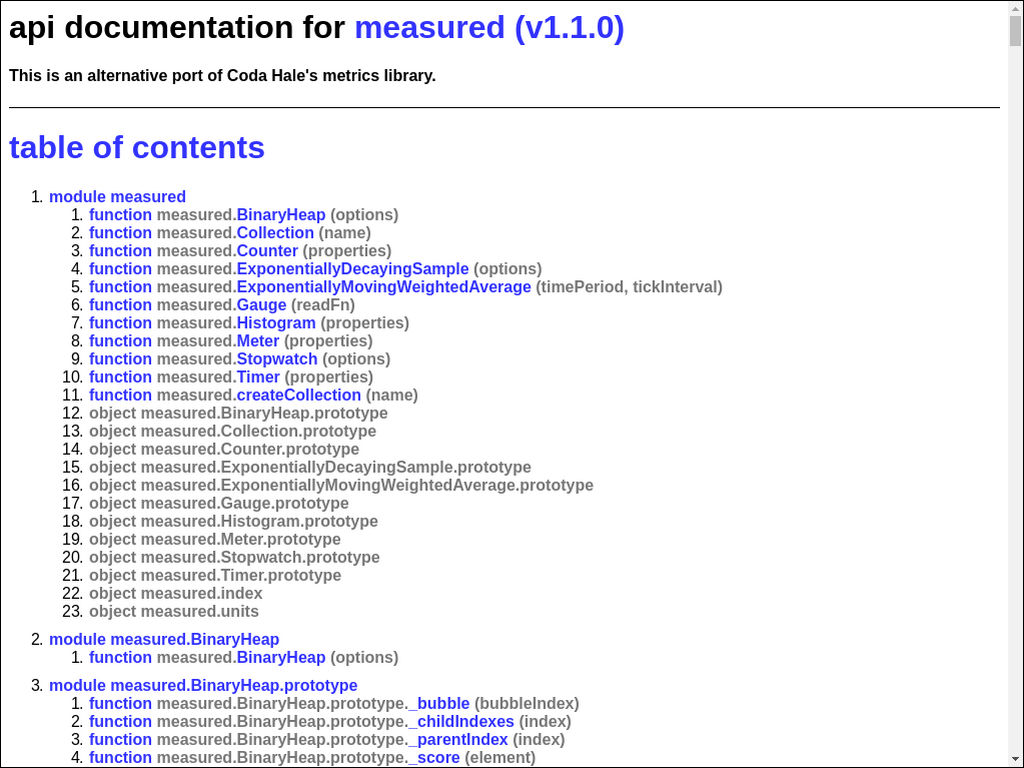 api documentation for measured (v1.1.0)
This is an alternative port of Coda Hale's metrics library.
table of contents
1. module measured
1. function measured.BinaryHeap (options)
2. function measured.Collection (name)
3. function measured.Counter (properties)
4. function measured.ExponentiallyDecayingSample (options)
5. function measured.ExponentiallyMovingWeightedAverage (timePeriod, tickInterval)
6. function measured.Gauge (readFn)
7. function measured.Histogram (properties)
8. function measured.Meter (properties)
9. function measured.Stopwatch (options)
10. function measured.Timer (properties)
11. function measured.createCollection (name)
12. object measured.BinaryHeap.prototype
13. object measured.Collection.prototype
14. object measured.Counter.prototype
15. object measured.ExponentiallyDecayingSample.prototype
16. object measured.ExponentiallyMovingWeightedAverage.prototype
17. object measured.Gauge.prototype
18. object measured.Histogram.prototype
19. object measured.Meter.prototype
20. object measured.Stopwatch.prototype
21. object measured.Timer.prototype
22. object measured.index
23. object measured.units
2. module measured.BinaryHeap
1. function measured.BinaryHeap (options)
3. module measured.BinaryHeap.prototype
1. function measured.BinaryHeap.prototype._bubble (bubbleIndex)
2. function measured.BinaryHeap.prototype._childIndexes (index)
3. function measured.BinaryHeap.prototype._parentIndex (index)
4. function measured.BinaryHeap.prototype._score (element)